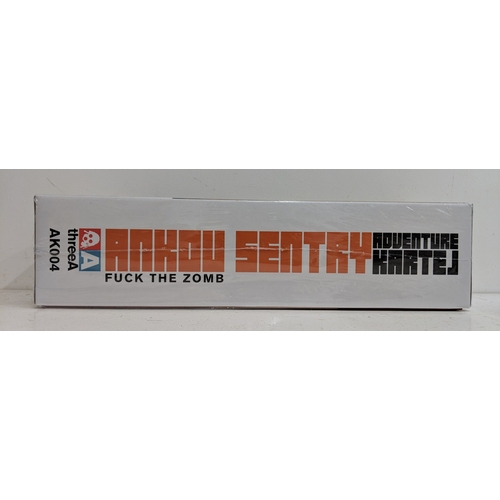 AK004
threeA
A
ANKOU SENTRY
ADVENTURE
KARTEL
FUCK THE ZOMB